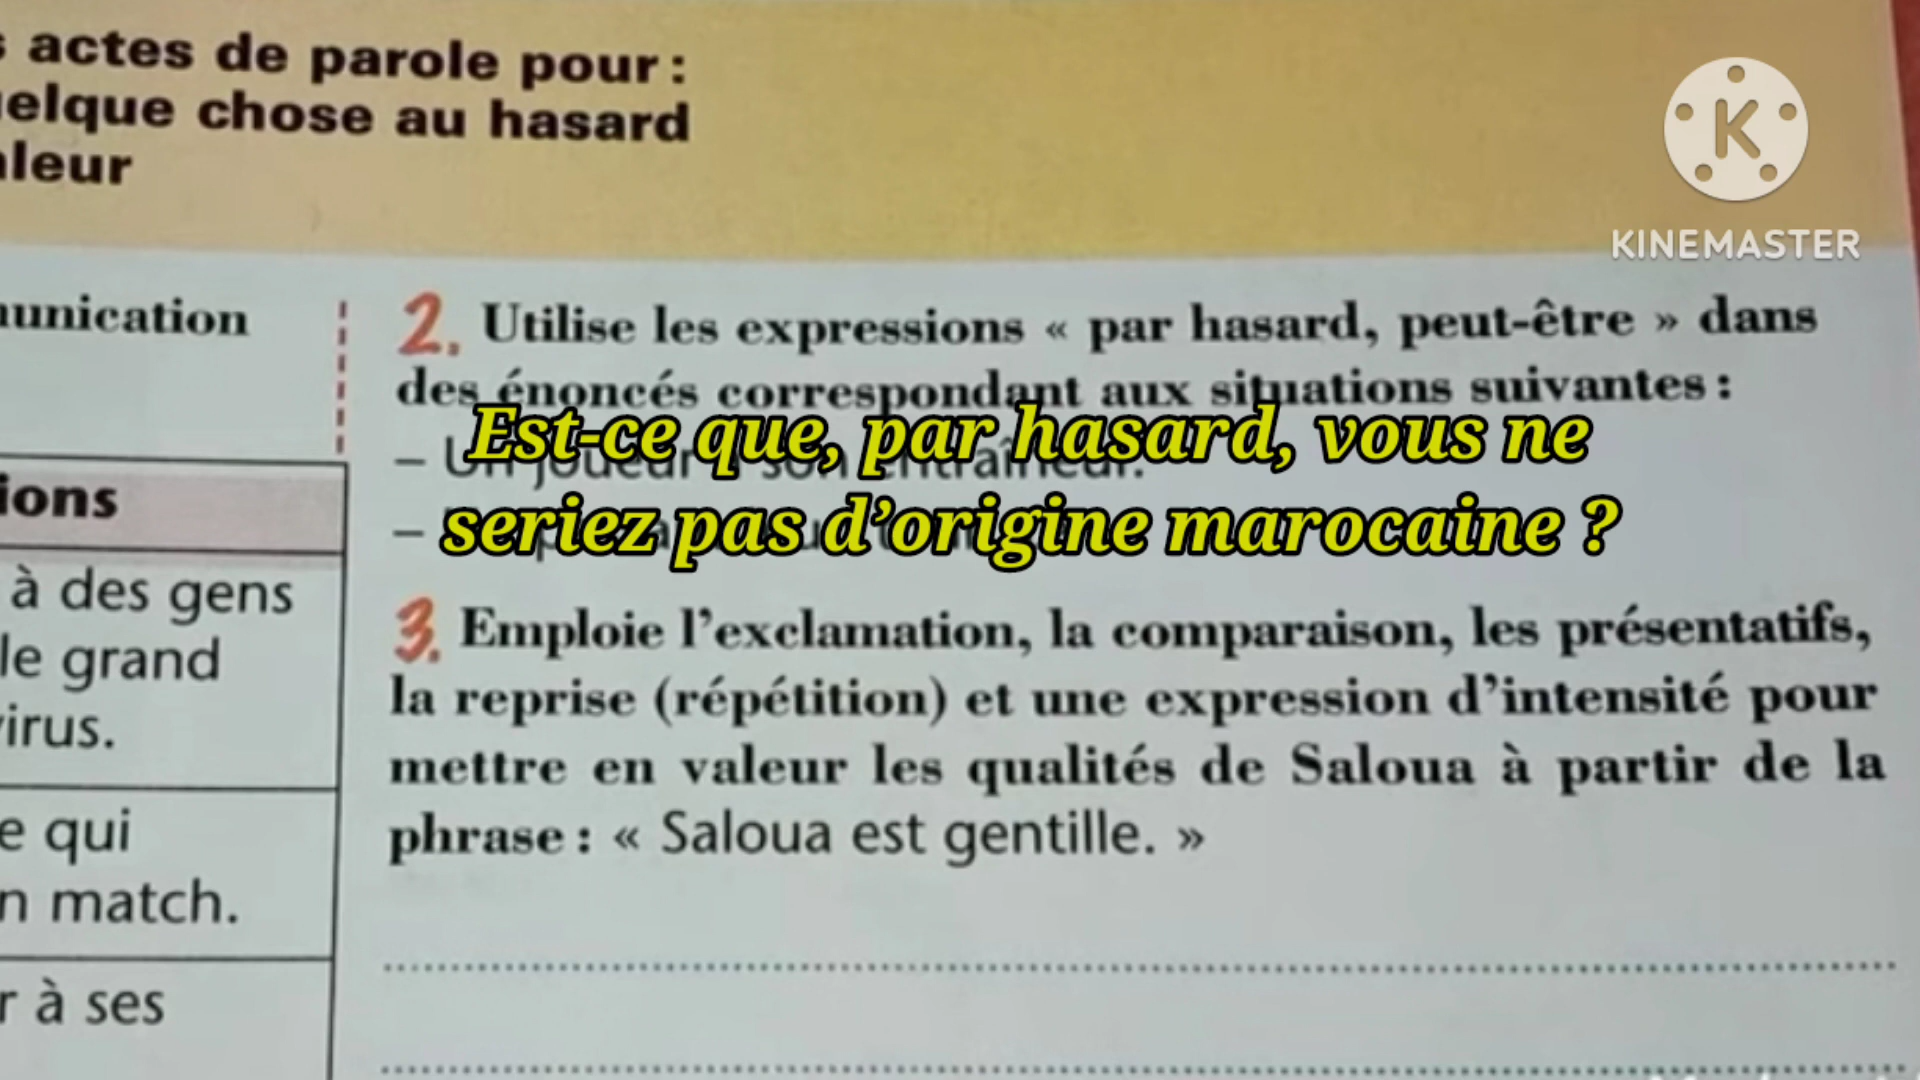 actes de parole pour :
elque chose au hasard
leur
KINEMASTER
unication
ions
à des gens
le grand
virus.
e qui
n match.
r à ses
2. Utilise les expressions « par hasard, peut-être » dans
des énoncés correspondant aux situations suivantes :
Est-ce que, par hasard, vous ne
seriez pas d’origine marocaine ?
3. Emploie l’exclamation, la comparaison, les présentatifs,
la reprise (répétition) et une expression d’intensité pour
mettre en valeur les qualités de Saloua à partir de la
phrase : « Saloua est gentille. »